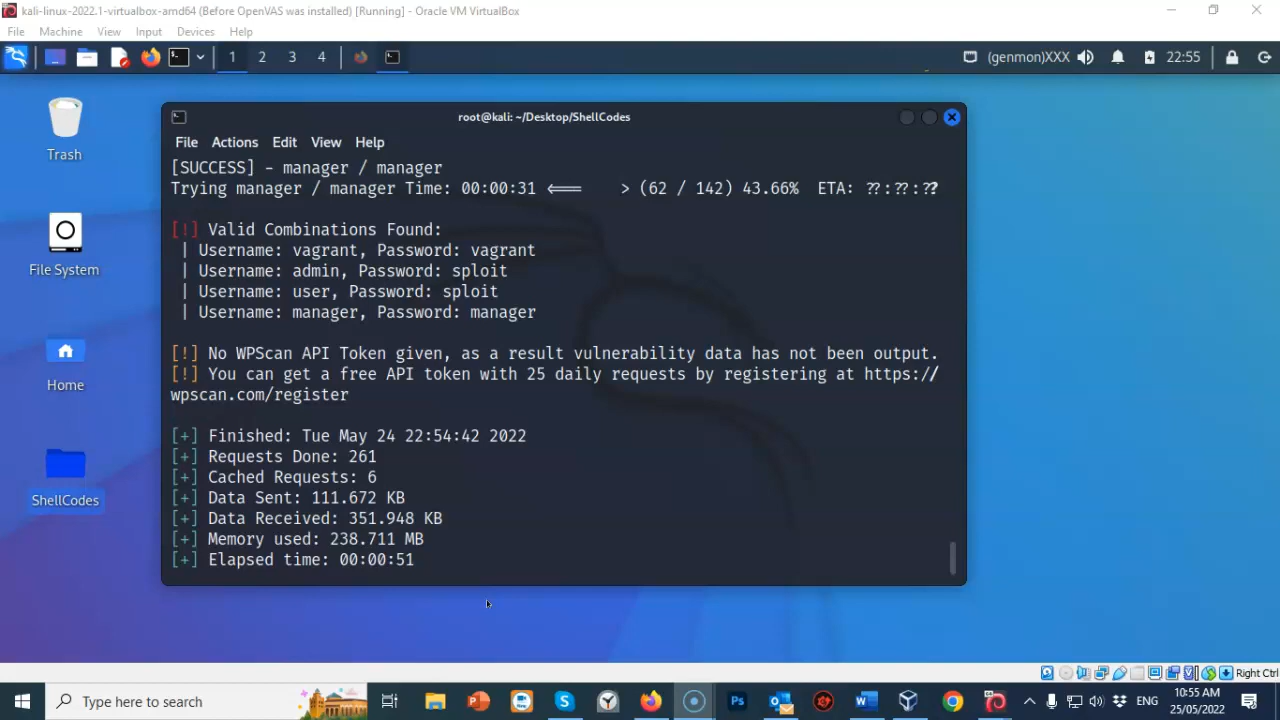 kali-linux-2022.1-virtualbox-amd64 (Before OpenVAS was installed) [Running] - Oracle VM VirtualBox
File Machine View Input Devices Help
1 2 3 4 (genmon)XXX 22:55
root@kali: ~/Desktop/ShellCodes
File Actions Edit View Help
[SUCCESS] - manager / manager
Trying manager / manager Time: 00:00:31 <=== > (62 / 142) 43.66% ETA: ??:??:??
[!] Valid Combinations Found:
| Username: vagrant, Password: vagrant
| Username: admin, Password: sploit
| Username: user, Password: sploit
| Username: manager, Password: manager
[!] No WPScan API Token given, as a result vulnerability data has not been output.
[!] You can get a free API token with 25 daily requests by registering at https://
wpscan.com/register
[+] Finished: Tue May 24 22:54:42 2022
[+] Requests Done: 261
[+] Cached Requests: 6
[+] Data Sent: 111.672 KB
[+] Data Received: 351.948 KB
[+] Memory used: 238.711 MB
[+] Elapsed time: 00:00:51
Trash
File System
Home
ShellCodes
Right Ctrl
Type here to search
ENG
10:55 AM
25/05/2022